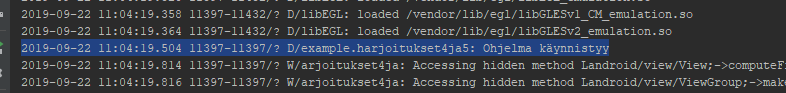 2019-09-22 11:04:19.358 11397-11432/? D/libEGL: loaded /vendor/lib/egl/libGLESv1_CM_emulation.so
2019-09-22 11:04:19.364 11397-11432/? D/libEGL: loaded /vendor/lib/egl/libGLESv2_emulation.so
2019-09-22 11:04:19.504 11397-11397/? D/example.harjoitukset4ja5: Ohjelma käynnistyy
2019-09-22 11:04:19.814 11397-11397/? W/arjoitukset4ja: Accessing hidden method Landroid/view/View;->computeFi
2019-09-22 11:04:19.816 11397-11397/? W/arjoitukset4ja: Accessing hidden method Landroid/view/ViewGroup;->make